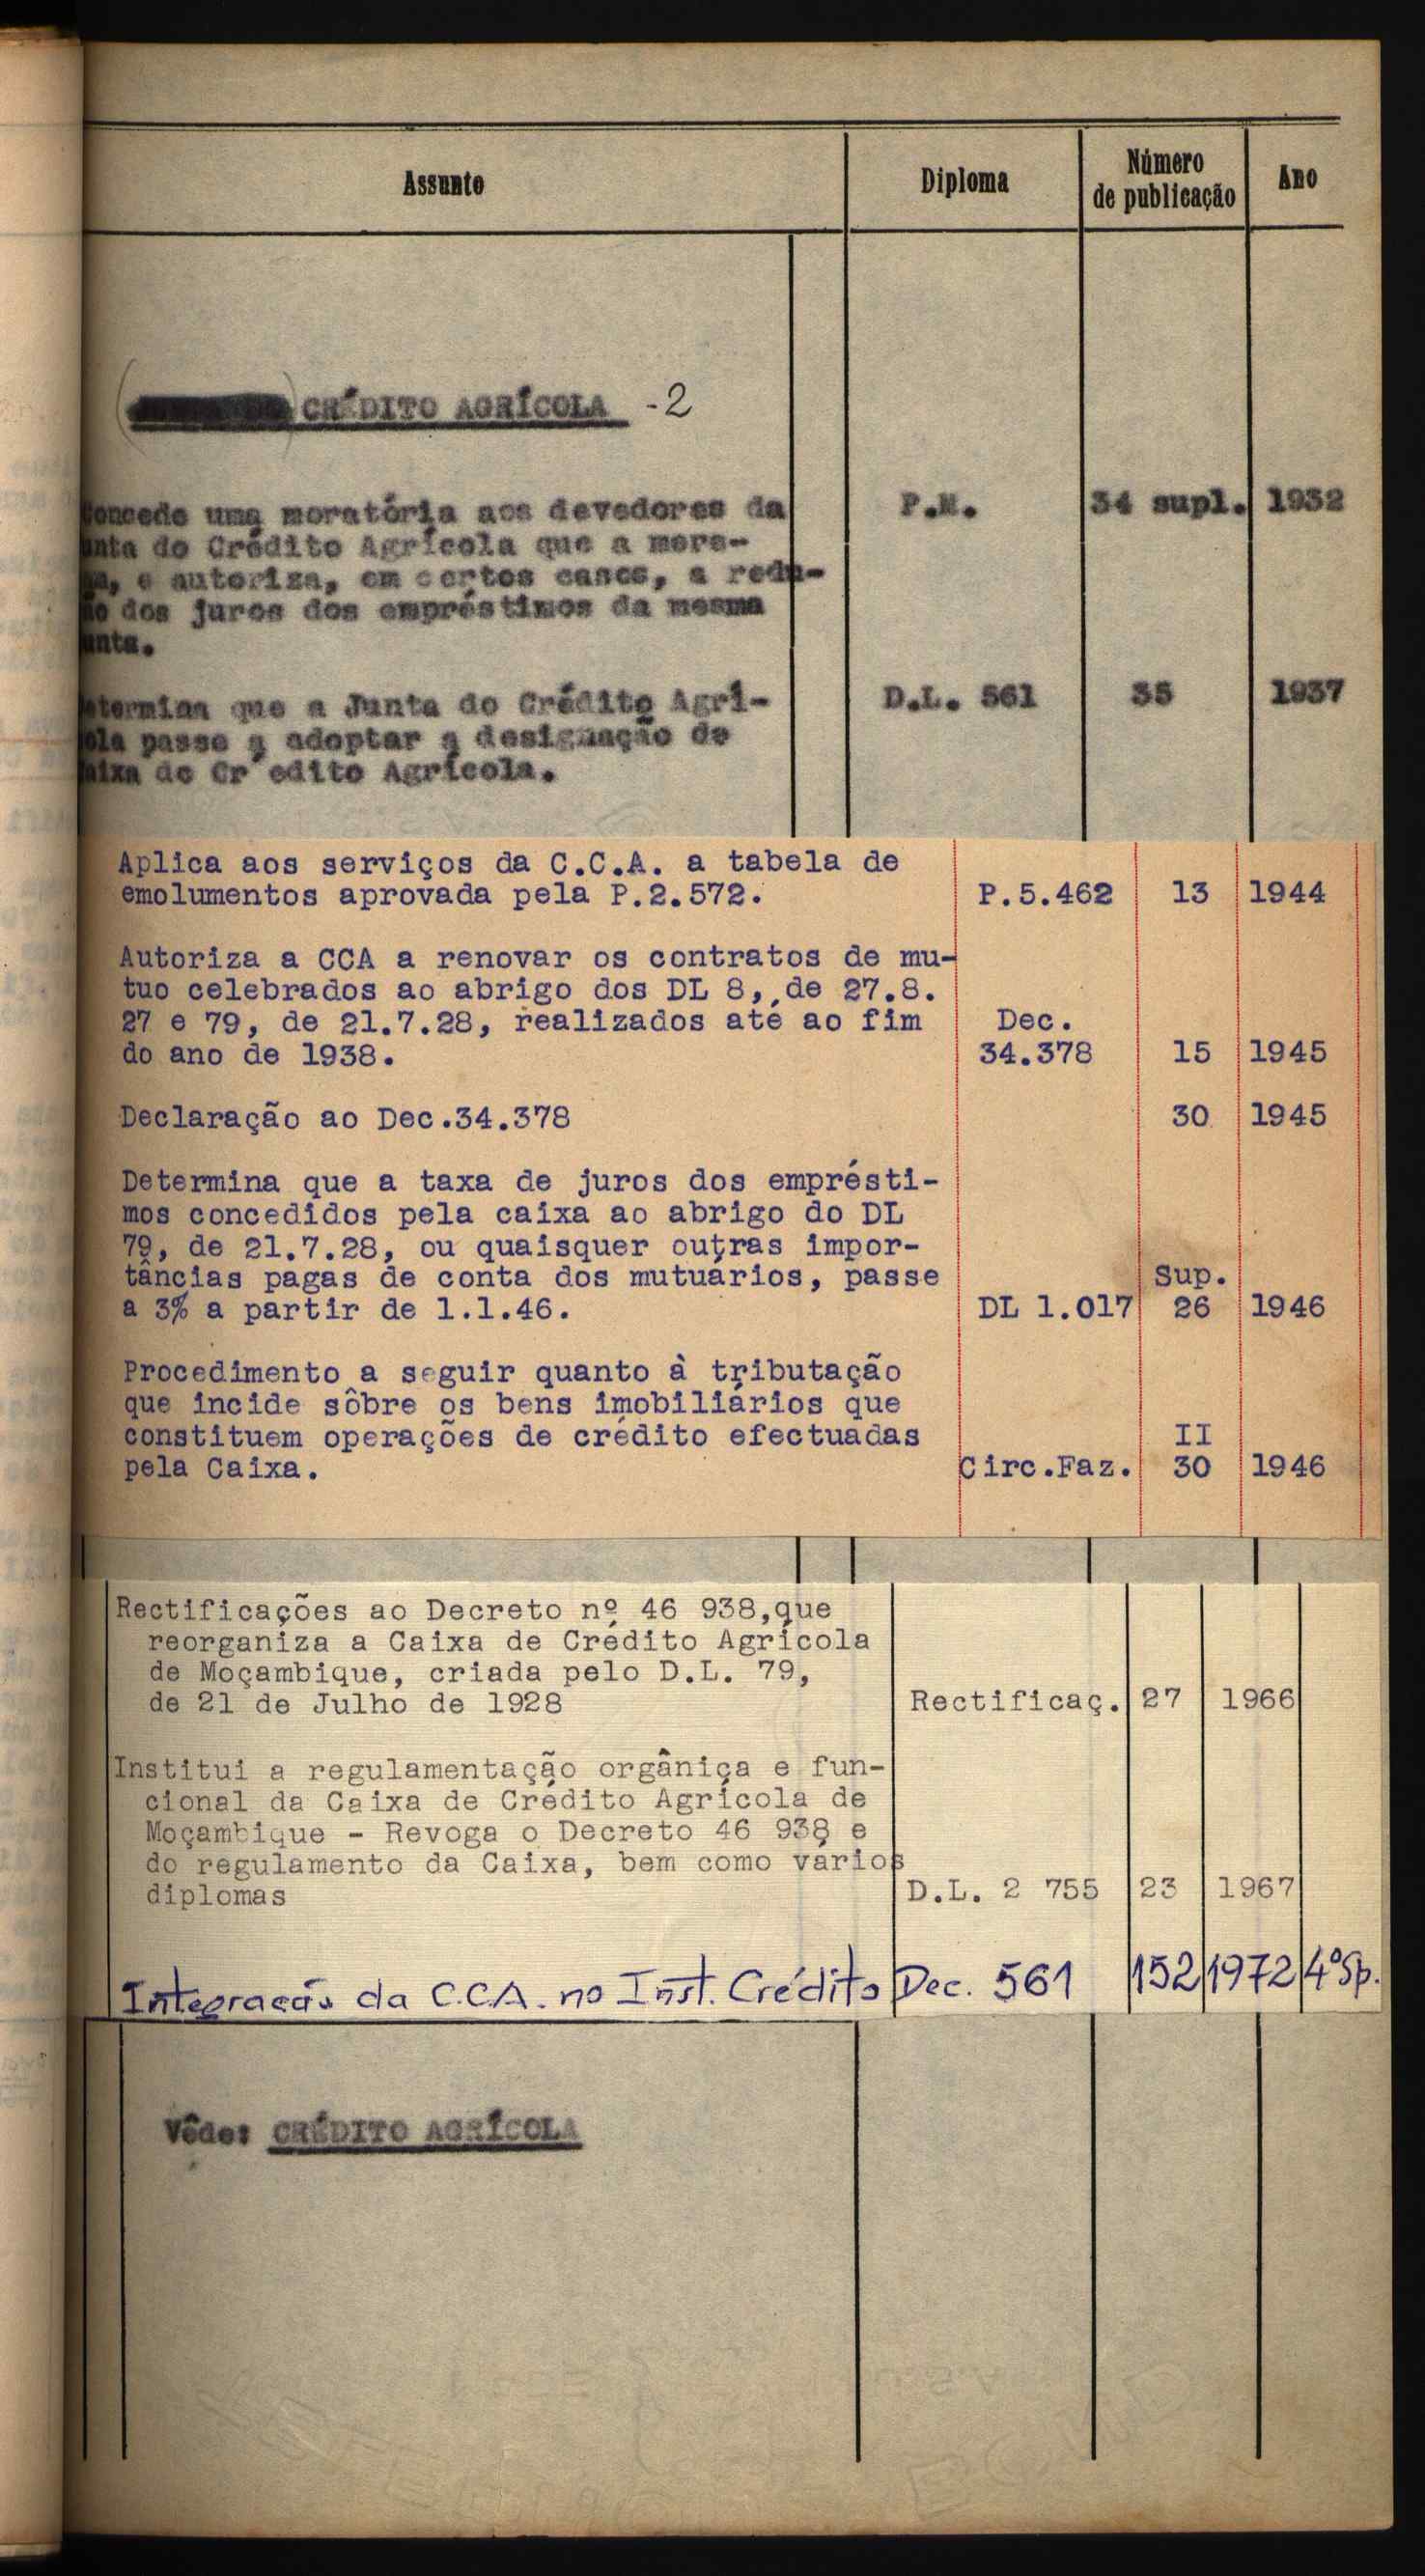 Assunto Diploma Número de publicação Ano
CRÉDITO AGRÍCOLA -2
oncede uma moratória aos devedores da P.M. 34 supl. 1932
nta do Crédito Agrícola que a mere-
, e autoriza, em certos casos, a redu-
o dos juros dos empréstimos da mesma
nta.
etermina que a Junta do Crédito Agrí- D.L. 561 35 1937
ola passe a adoptar a designação de
aixa do Cr édito Agrícola.
Aplica aos serviços da C.C.A. a tabela de
emolumentos aprovada pela P.2.572. P.5.462 13 1944
Autoriza a CCA a renovar os contratos de mú-
tuo celebrados ao abrigo dos DL 8, de 27.8.
27 e 79, de 21.7.28, realizados até ao fim Dec.
do ano de 1938. 34.378 15 1945
Declaração ao Dec.34.378 30 1945
Determina que a taxa de juros dos emprésti-
mos concedidos pela caixa ao abrigo do DL
79, de 21.7.28, ou quaisquer outras impor-
tâncias pagas de conta dos mutuários, passe Sup.
a 3% a partir de 1.1.46. DL 1.017 26 1946
Procedimento a seguir quanto à tributação
que incide sôbre os bens imobiliários que
constituem operações de crédito efectuadas II
pela Caixa. Circ.Faz. 30 1946
Rectificações ao Decreto nº 46 938,que
reorganiza a Caixa de Crédito Agrícola
de Moçambique, criada pelo D.L. 79,
de 21 de Julho de 1928 Rectificaç. 27 1966
Institui a regulamentação orgânica e fun-
cional da Caixa de Crédito Agrícola de
Moçambique - Revoga o Decreto 46 938 e
do regulamento da Caixa, bem como vários
diplomas D.L. 2 755 23 1967
Integração da C.C.A. no Inst. Crédito Dec. 561 152 1972 4º Sp.
Vêde: CRÉDITO AGRÍCOLA